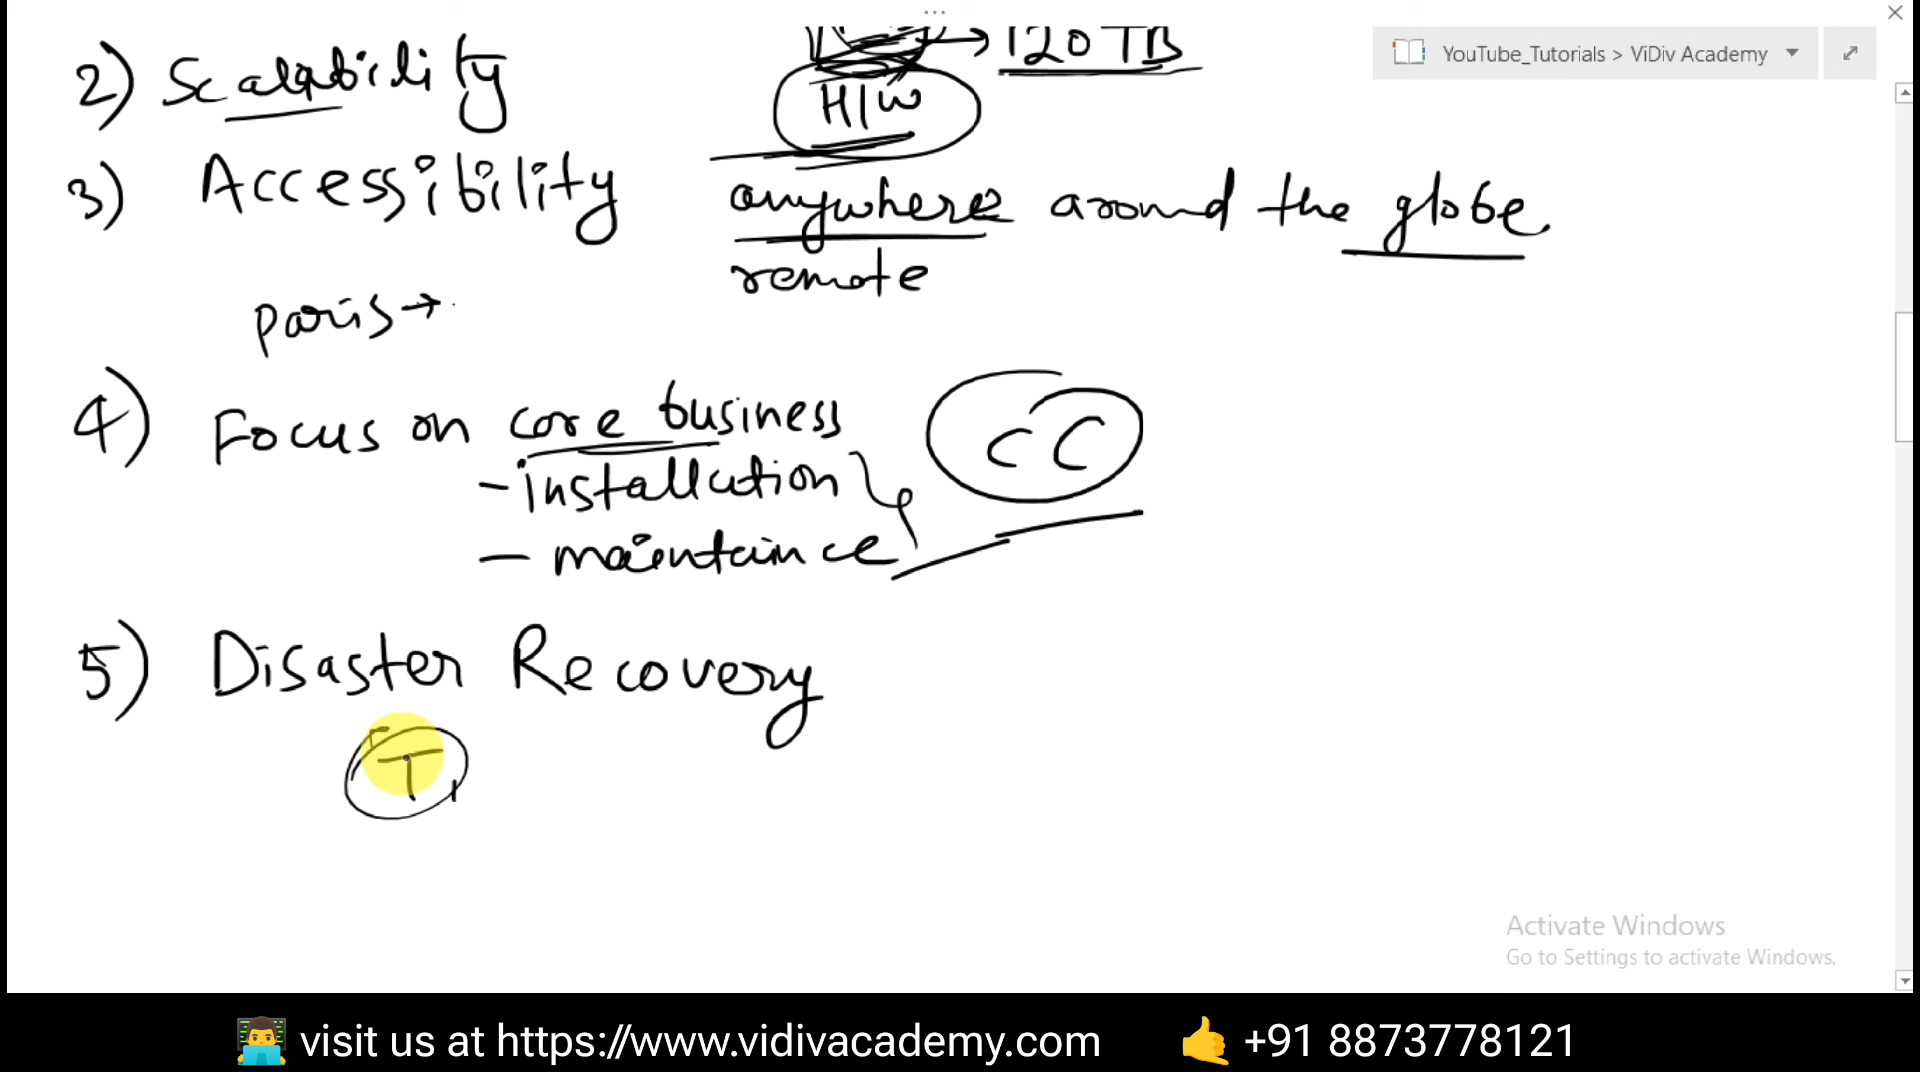 → 120 TB
YouTube_Tutorials > ViDiv Academy
2) Scalability
H/W
3) Accessibility anywhere around the globe
remote
paris →
4) Focus on core business
CC
- installation
- maintaince
5) Disaster Recovery
T
Activate Windows
Go to Settings to activate Windows.
visit us at https://www.vidivacademy.com +91 8873778121